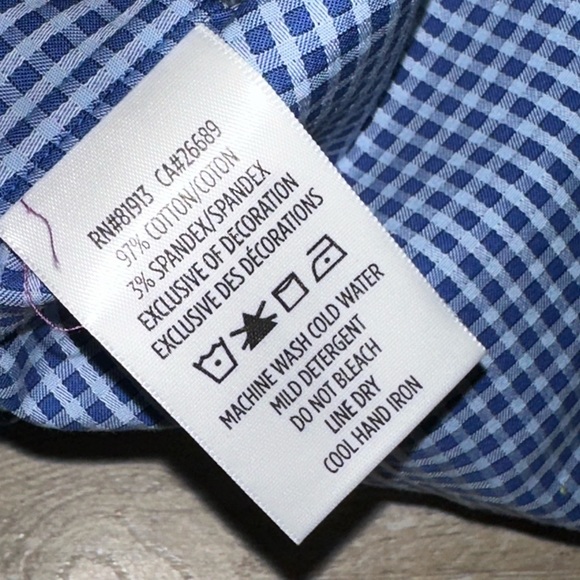 RN#81913 CA#26689
97% COTTON/COTON
3% SPANDEX/SPANDEX
EXCLUSIVE OF DECORATION
EXCLUSIVE DES DÉCORATIONS
MACHINE WASH COLD WATER
MILD DETERGENT
DO NOT BLEACH
LINE DRY
COOL HAND IRON